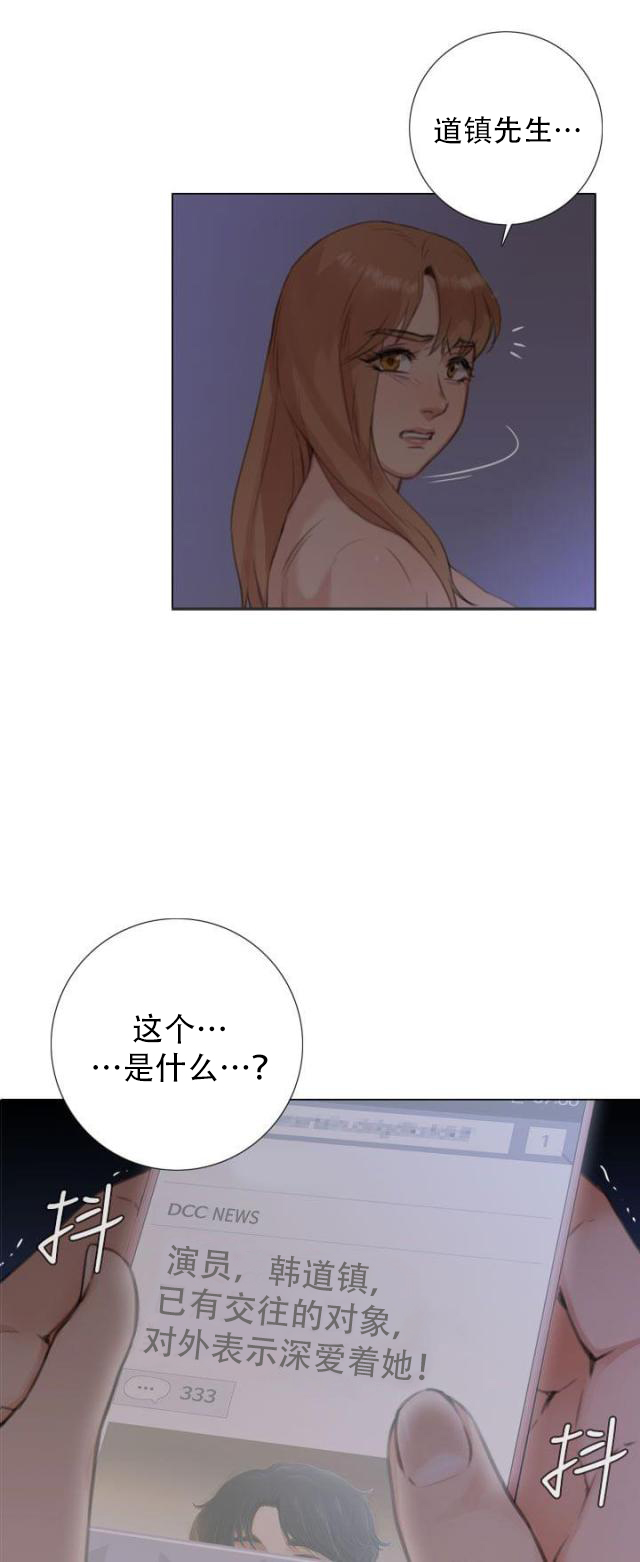 道镇先生…
这个…
…是什么…?
1
DCC NEWS
抖
演员，韩道镇，
已有交往的对象，
对外表示深爱着她！
333
抖